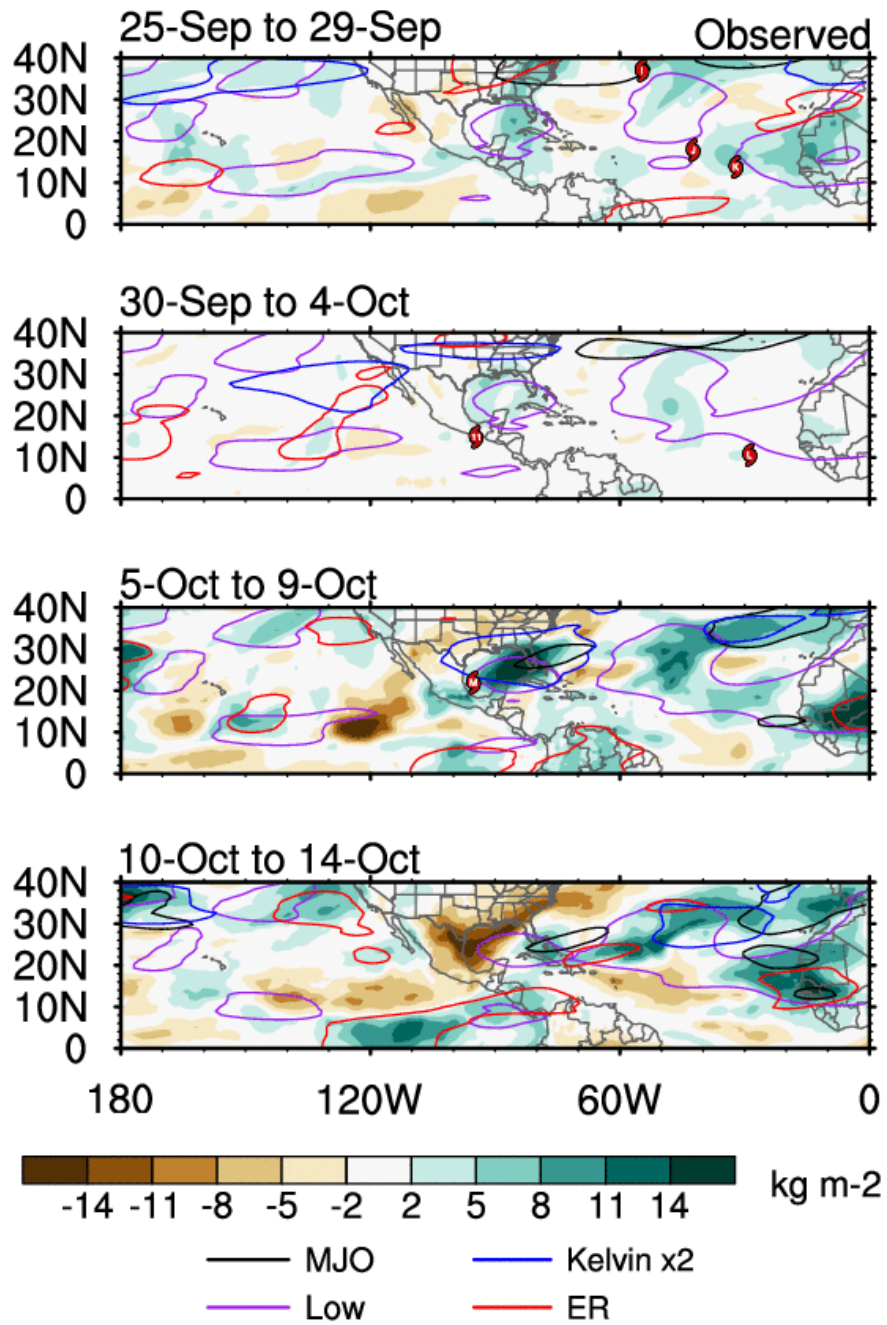 25-Sep to 29-Sep Observed
40N
30N
20N
10N
0
30-Sep to 4-Oct
40N
30N
20N
10N
0
5-Oct to 9-Oct
40N
30N
20N
10N
0
10-Oct to 14-Oct
40N
30N
20N
10N
0
180 120W 60W 0
-14 -11 -8 -5 -2 2 5 8 11 14 kg m-2
MJO Kelvin x2
Low ER